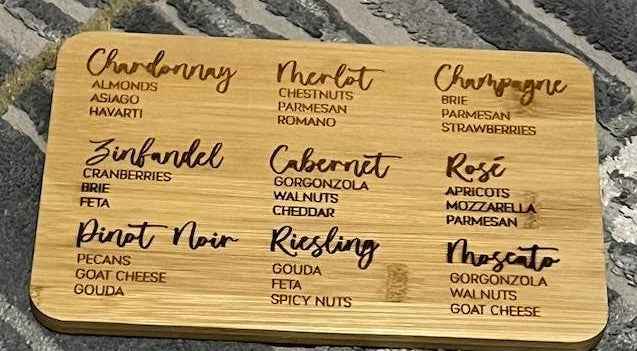 Chardonnay
ALMONDS
ASIAGO
HAVARTI
Merlot
CHESTNUTS
PARMESAN
ROMANO
Champagne
BRIE
PARMESAN
STRAWBERRIES
Zinfandel
CRANBERRIES
BRIE
FETA
Cabernet
GORGONZOLA
WALNUTS
CHEDDAR
Rosé
APRICOTS
MOZZARELLA
PARMESAN
Pinot Noir
PECANS
GOAT CHEESE
GOUDA
Riesling
GOUDA
FETA
SPICY NUTS
Moscato
GORGONZOLA
WALNUTS
GOAT CHEESE